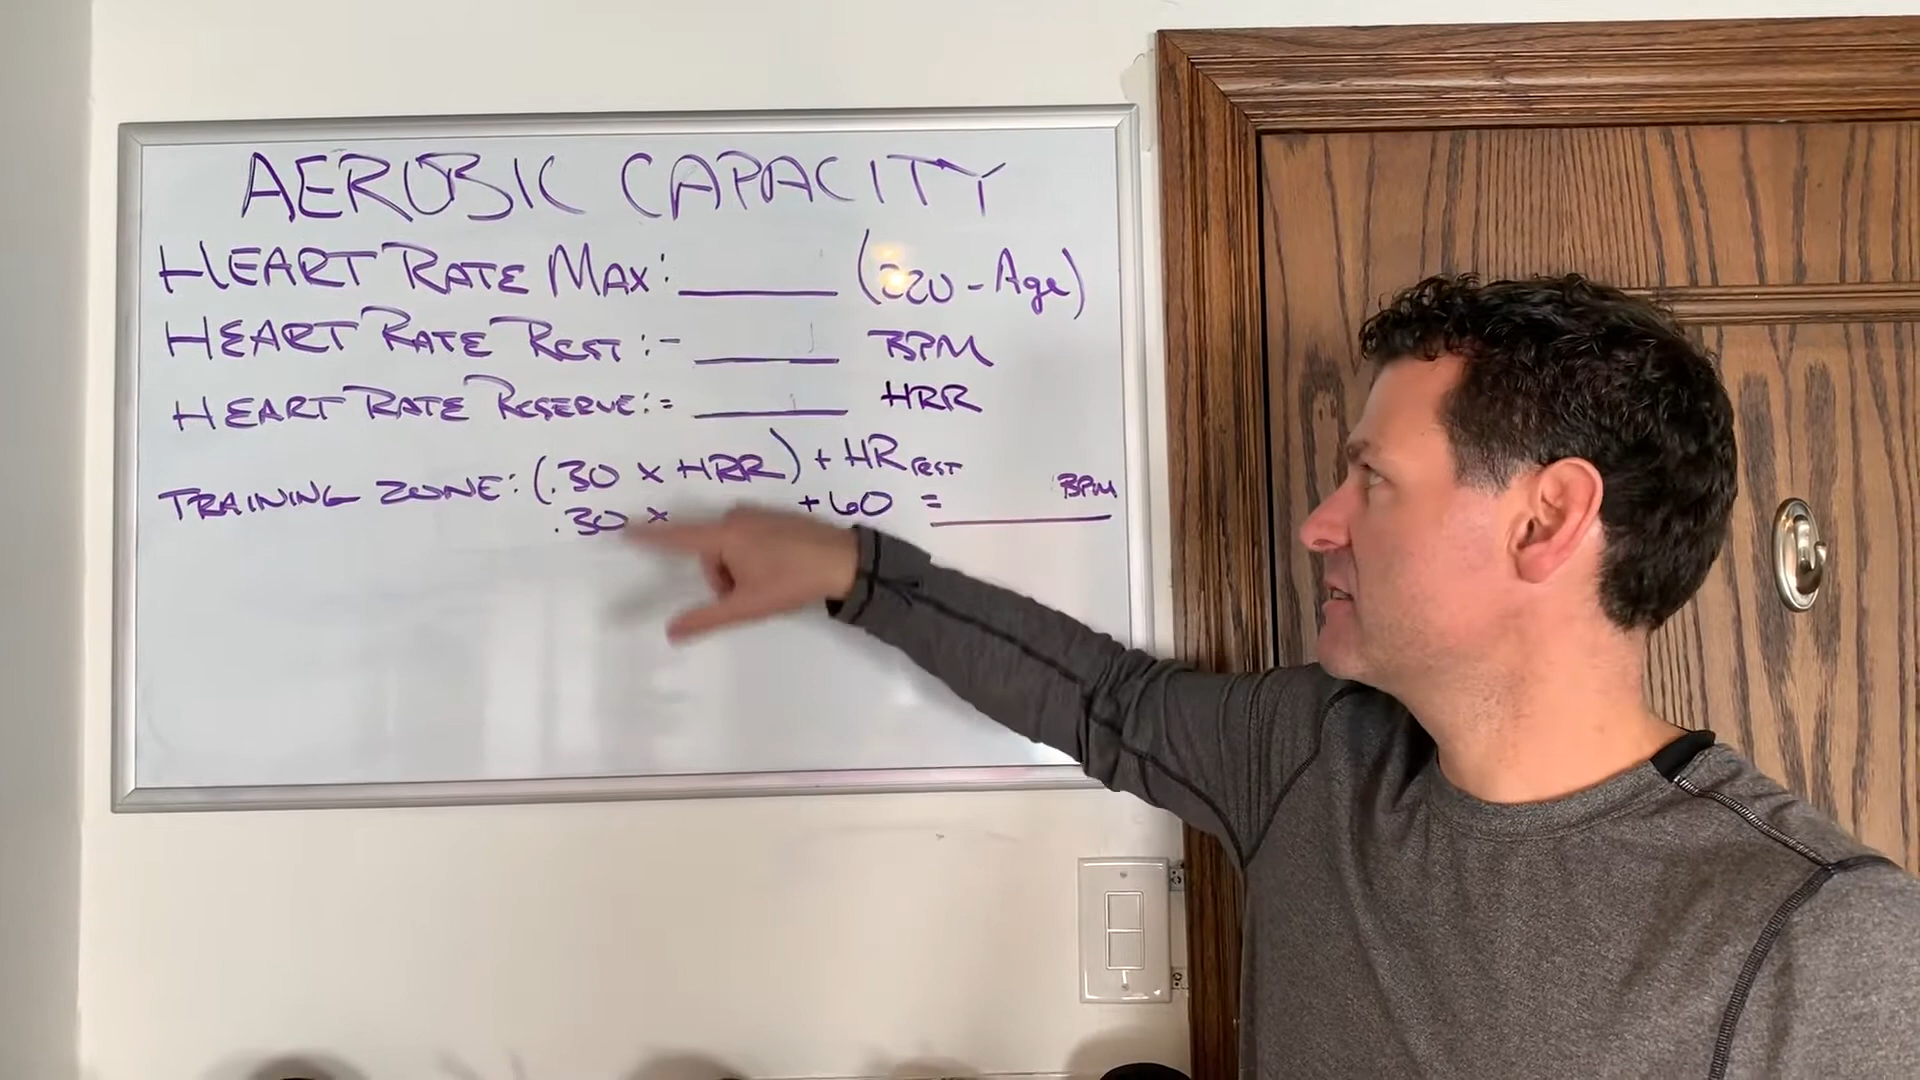 AEROBIC CAPACITY
HEART RATE MAX: ______ (220 - Age)
HEART RATE REST: - ______ BPM
HEART RATE RESERVE: = ______ HRR
TRAINING ZONE: (.30 x HRR) + HR REST
.30 x + 60 = ______ BPM